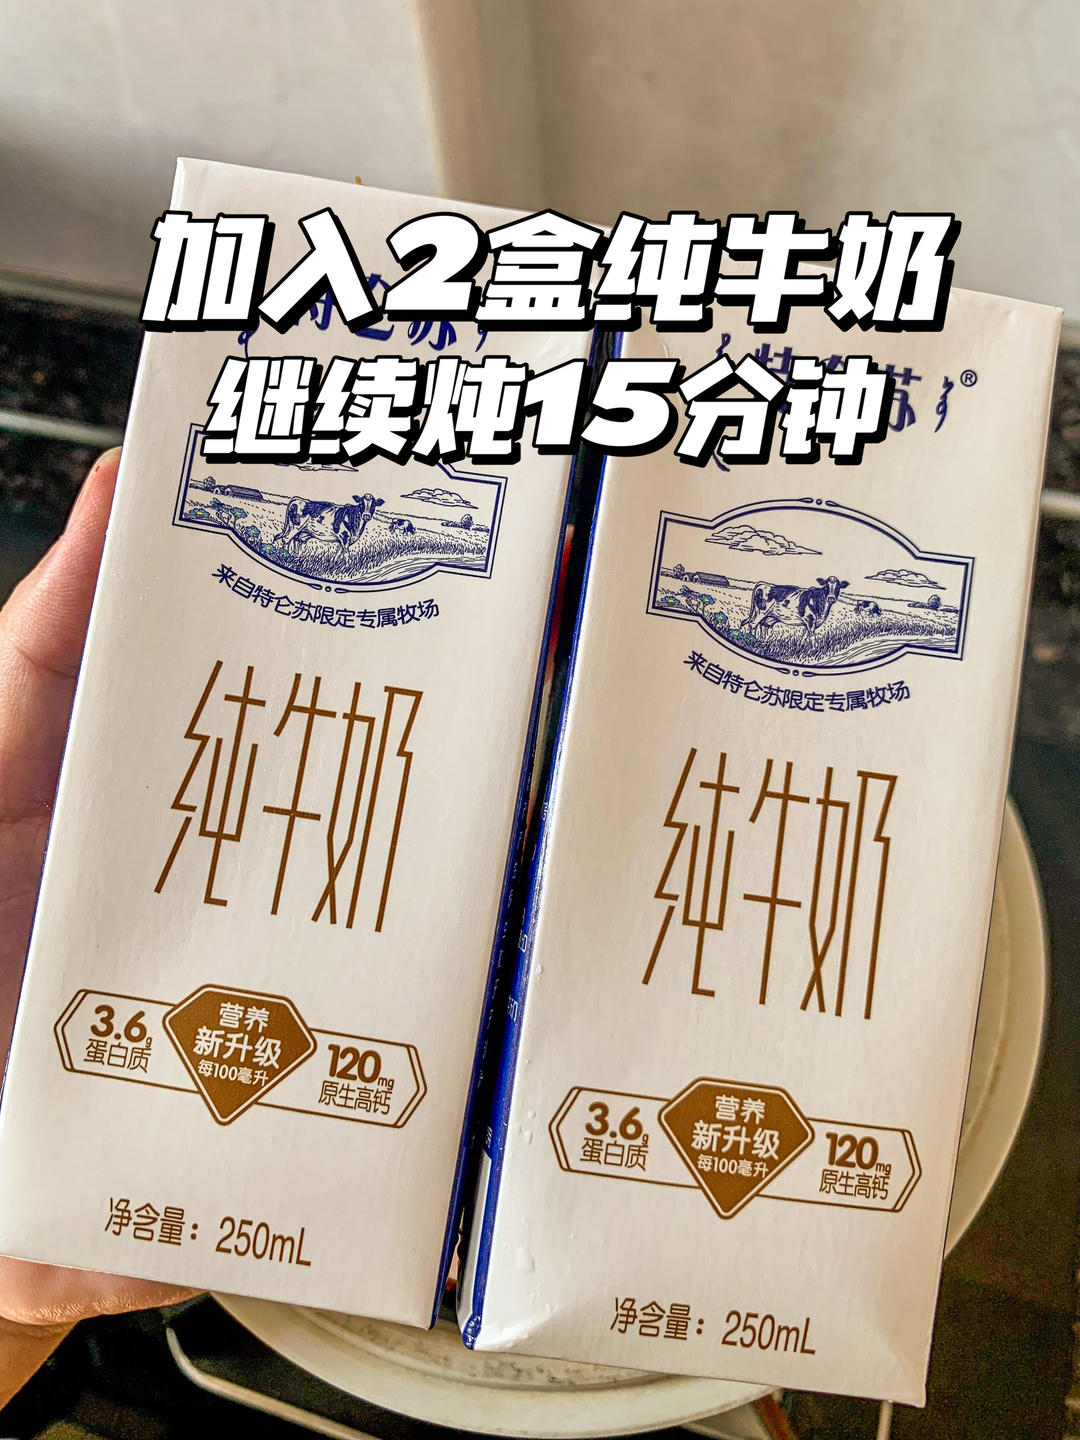 加入2盒纯牛奶
继续炖15分钟
®
来自特仑苏限定专属牧场
纯牛奶
3.6g
蛋白质
营养
新升级
每100毫升
120mg
原生高钙
净含量：250mL
来自特仑苏限定专属牧场
纯牛奶
3.6g
蛋白质
营养
新升级
每100毫升
120mg
原生高钙
净含量：250mL